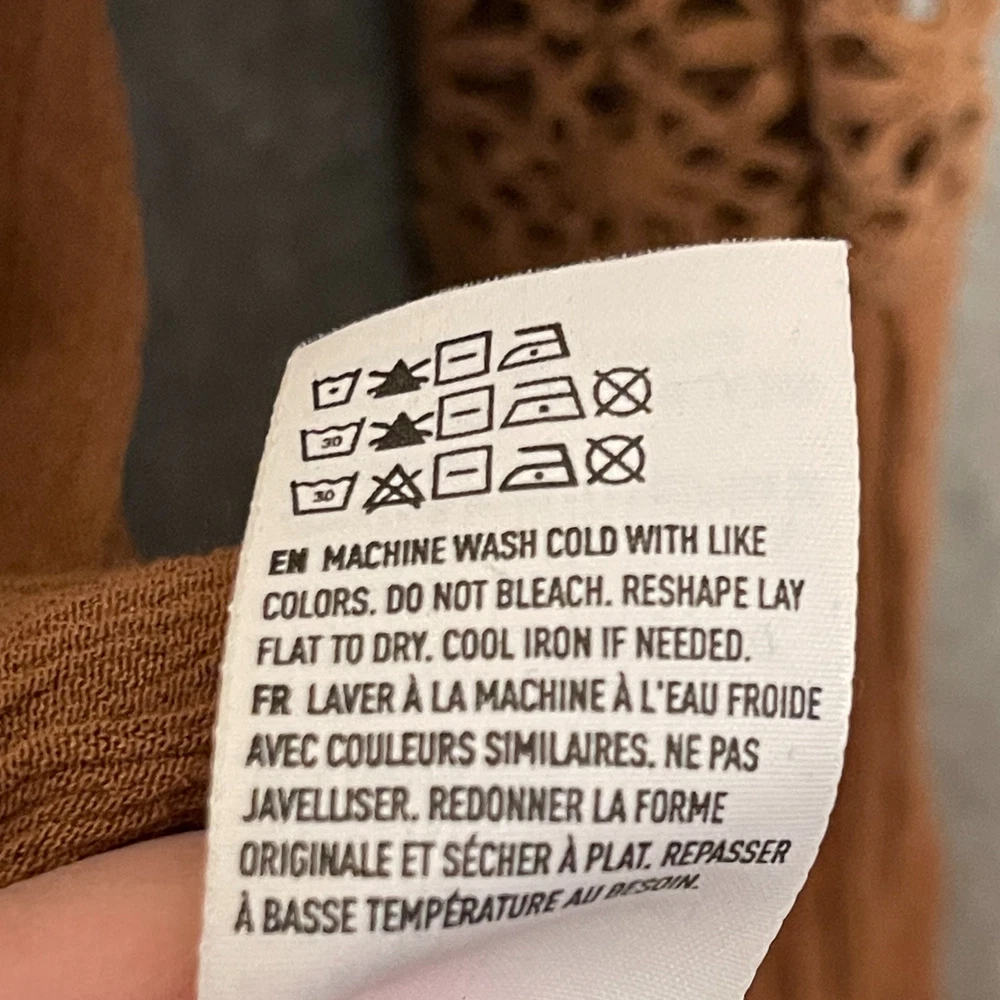 30
30
EN MACHINE WASH COLD WITH LIKE
COLORS. DO NOT BLEACH. RESHAPE LAY
FLAT TO DRY. COOL IRON IF NEEDED.
FR LAVER À LA MACHINE À L'EAU FROIDE
AVEC COULEURS SIMILAIRES. NE PAS
JAVELLISER. REDONNER LA FORME
ORIGINALE ET SÉCHER À PLAT. REPASSER
À BASSE TEMPÉRATURE AU BESOIN.